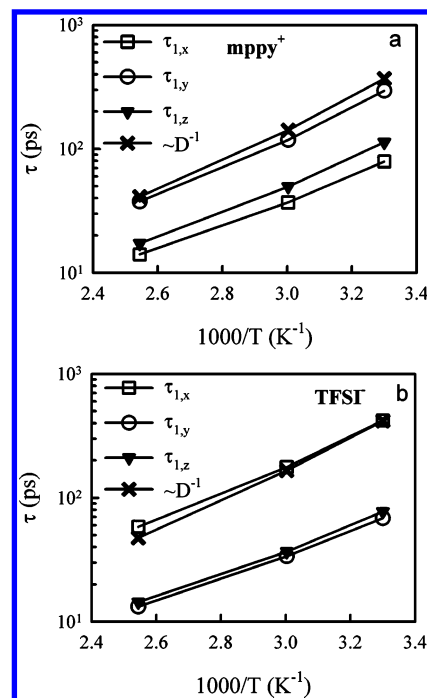 10³
τ₁,ₓ
mppy⁺
a
τ₁,y
τ₁,z
~D⁻¹
10²
τ (ps)
10¹
2.4 2.6 2.8 3.0 3.2 3.4
1000/T (K⁻¹)
10³
τ₁,ₓ
TFSI⁻
b
τ₁,y
τ₁,z
~D⁻¹
10²
τ (ps)
10¹
2.4 2.6 2.8 3.0 3.2 3.4
1000/T (K⁻¹)